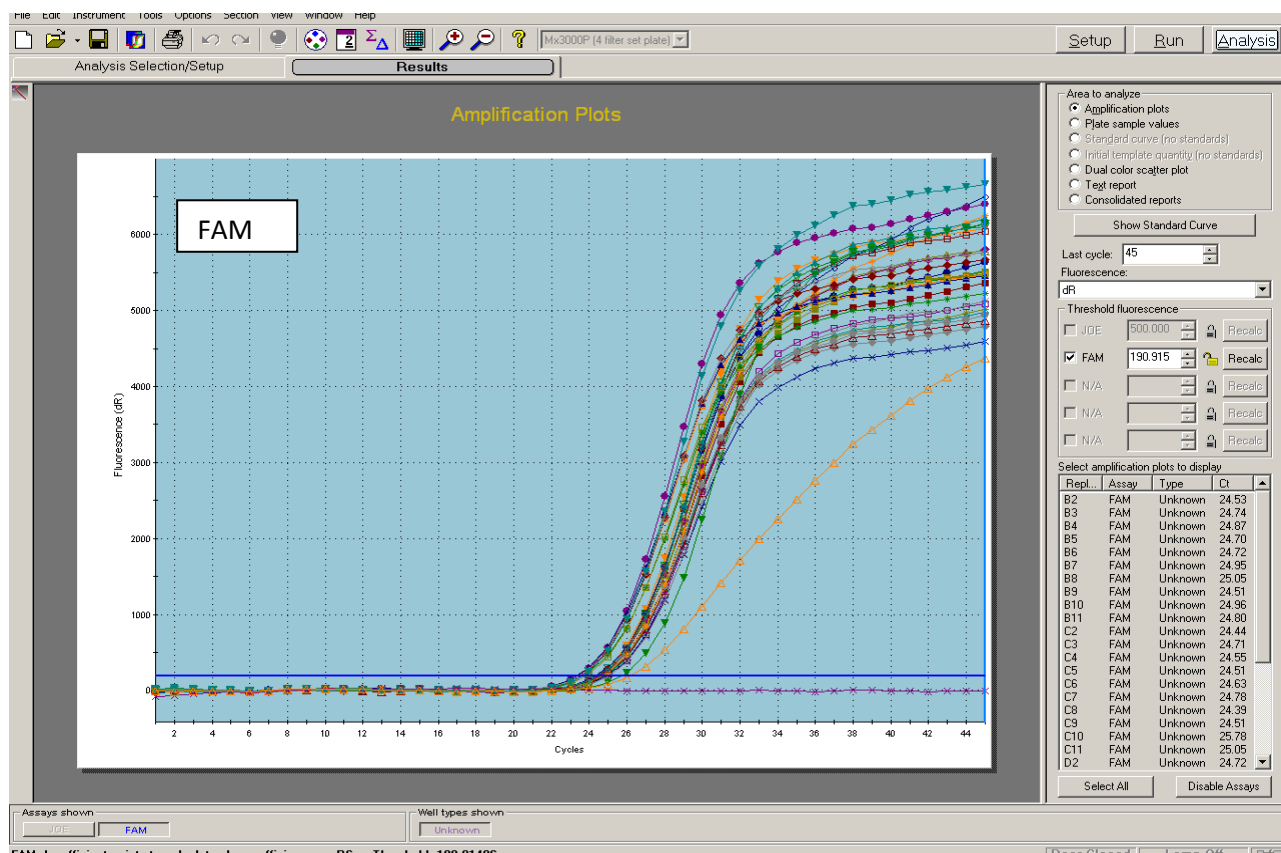 File Edit Instrument Tools Options Section View Window Help
2 ΣΔ ? Mx3000P (4 filter set plate) Setup Run Analysis
Analysis Selection/Setup Results
Amplification Plots
FAM
6000
5000
4000
3000
2000
1000
0
Fluorescence (dR)
2 4 6 8 10 12 14 16 18 20 22 24 26 28 30 32 34 36 38 40 42 44
Cycles
Area to analyze
Amplification plots
Plate sample values
Standard curve (no standards)
Initial template quantity (no standards)
Dual color scatter plot
Text report
Consolidated reports
Show Standard Curve
Last cycle: 45
Fluorescence:
dR
Threshold fluorescence
JOE 500.000 Recalc
FAM 190.915 Recalc
N/A Recalc
N/A Recalc
N/A Recalc
Select amplification plots to display
Repl... Assay Type Ct
B2 FAM Unknown 24.53
B3 FAM Unknown 24.74
B4 FAM Unknown 24.87
B5 FAM Unknown 24.70
B6 FAM Unknown 24.72
B7 FAM Unknown 24.95
B8 FAM Unknown 25.05
B9 FAM Unknown 24.51
B10 FAM Unknown 24.96
B11 FAM Unknown 24.80
C2 FAM Unknown 24.44
C3 FAM Unknown 24.71
C4 FAM Unknown 24.55
C5 FAM Unknown 24.51
C6 FAM Unknown 24.63
C7 FAM Unknown 24.78
C8 FAM Unknown 24.39
C9 FAM Unknown 24.51
C10 FAM Unknown 25.78
C11 FAM Unknown 25.05
D2 FAM Unknown 24.72
Select All Disable Assays
Assays shown
JOE FAM
Well types shown
Unknown